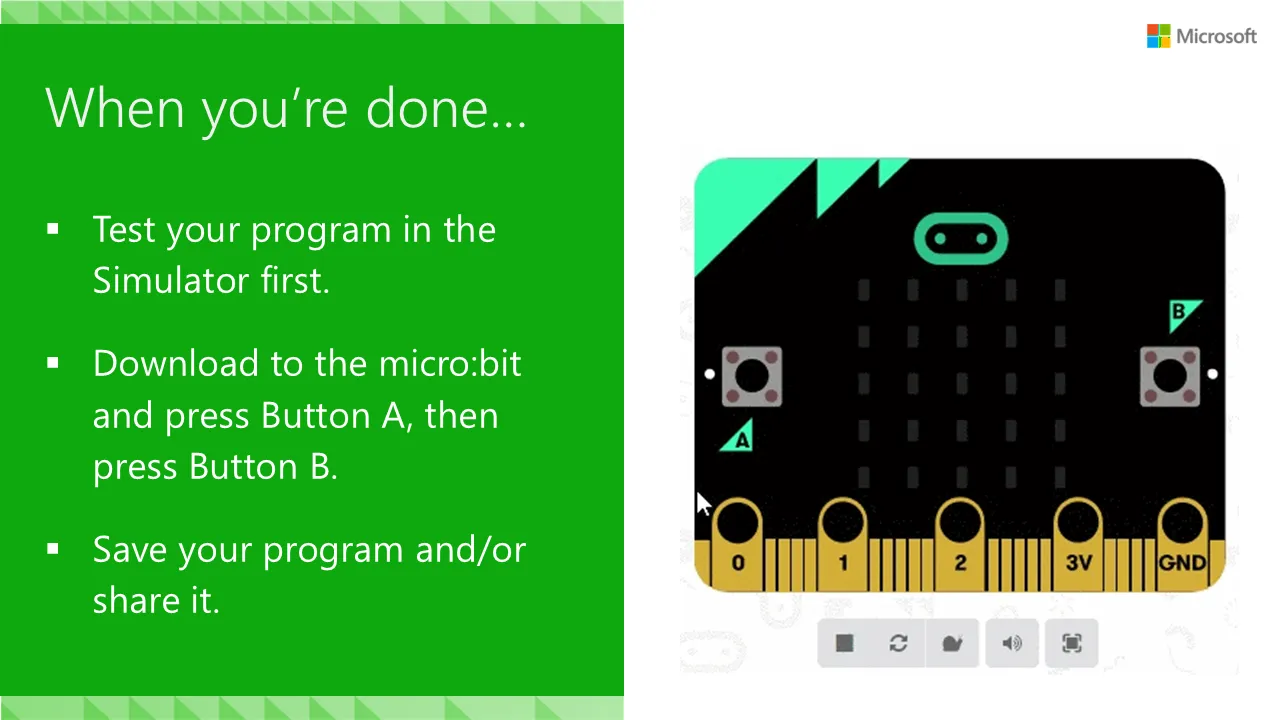 Microsoft
When you’re done...
▪ Test your program in the
Simulator first.
▪ Download to the micro:bit
and press Button A, then
press Button B.
▪ Save your program and/or
share it.
B
A
0 1 2 3V GND